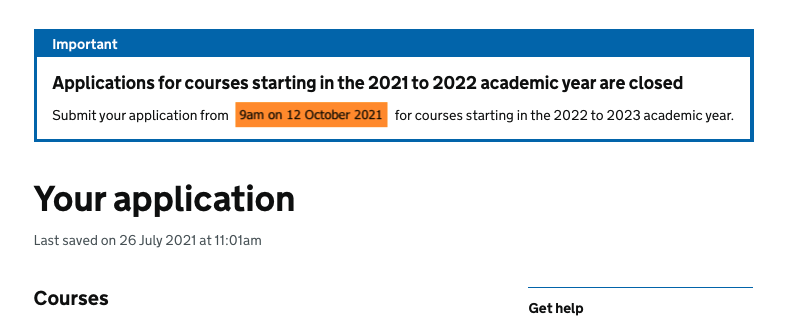 Important
Applications for courses starting in the 2021 to 2022 academic year are closed
Submit your application from 9am on 12 October 2021 for courses starting in the 2022 to 2023 academic year.
Your application
Last saved on 26 July 2021 at 11:01am
Courses
Get help